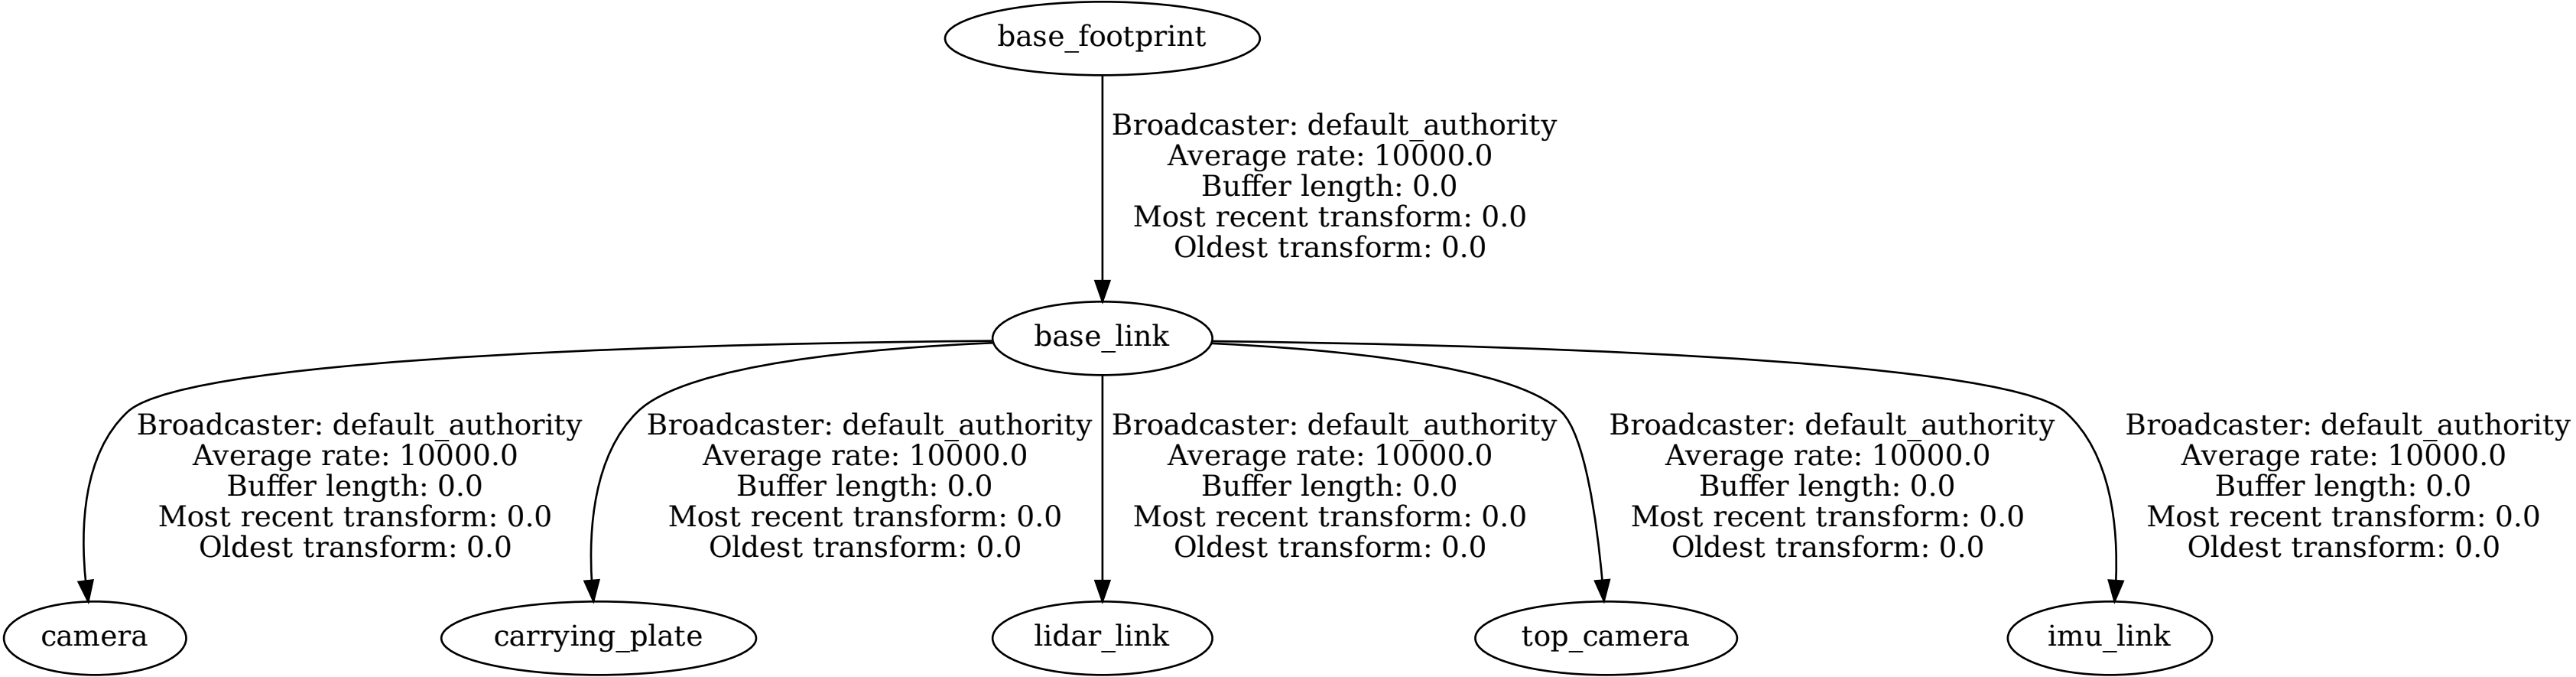 base_footprint
Broadcaster: default_authority
Average rate: 10000.0
Buffer length: 0.0
Most recent transform: 0.0
Oldest transform: 0.0
base_link
Broadcaster: default_authority
Average rate: 10000.0
Buffer length: 0.0
Most recent transform: 0.0
Oldest transform: 0.0
Broadcaster: default_authority
Average rate: 10000.0
Buffer length: 0.0
Most recent transform: 0.0
Oldest transform: 0.0
Broadcaster: default_authority
Average rate: 10000.0
Buffer length: 0.0
Most recent transform: 0.0
Oldest transform: 0.0
Broadcaster: default_authority
Average rate: 10000.0
Buffer length: 0.0
Most recent transform: 0.0
Oldest transform: 0.0
Broadcaster: default_authority
Average rate: 10000.0
Buffer length: 0.0
Most recent transform: 0.0
Oldest transform: 0.0
camera
carrying_plate
lidar_link
top_camera
imu_link